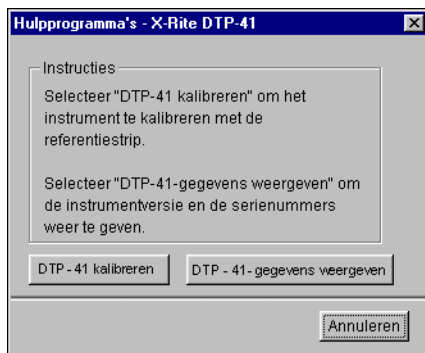 Hulpprogramma's - X-Rite DTP-41
Instructies
Selecteer "DTP-41 kalibreren" om het
instrument te kalibreren met de
referentiestrip.
Selecteer "DTP-41-gegevens weergeven" om
de instrumentversie en de serienummers
weer te geven.
DTP - 41 kalibreren
DTP - 41- gegevens weergeven
Annuleren